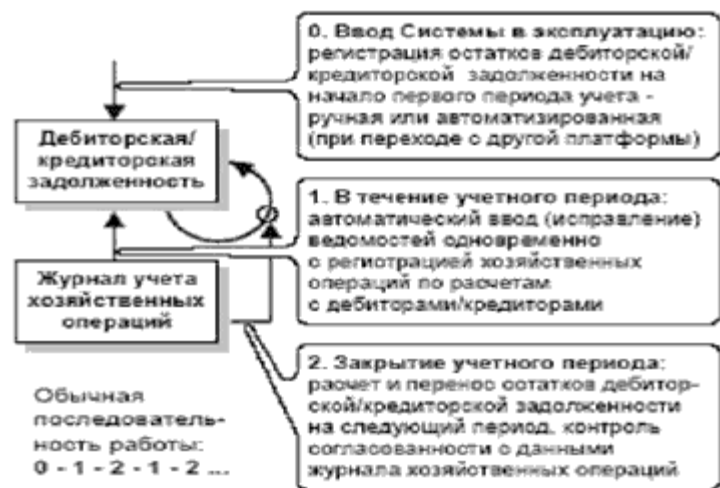 0. Ввод Системы в эксплуатацию:
регистрация остатков дебиторской/
кредиторской задолженности на
начало первого периода учета -
ручная или автоматизированная
(при переходе с другой платформы)
Дебиторская/
кредиторская
задолженность
1. В течение учетного периода:
автоматический ввод (исправление)
ведомостей одновременно
с регистрацией хозяйственных
операций по расчетам
с дебиторами/кредиторами
Журнал учета
хозяйственных
операций
2. Закрытие учетного периода:
расчет и перенос остатков дебитор-
ской/кредиторской задолженности
на следующий период, контроль
согласованности с данными
журнала хозяйственных операций
Обычная
последователь-
ность работы:
0 - 1 - 2 - 1 - 2 ...